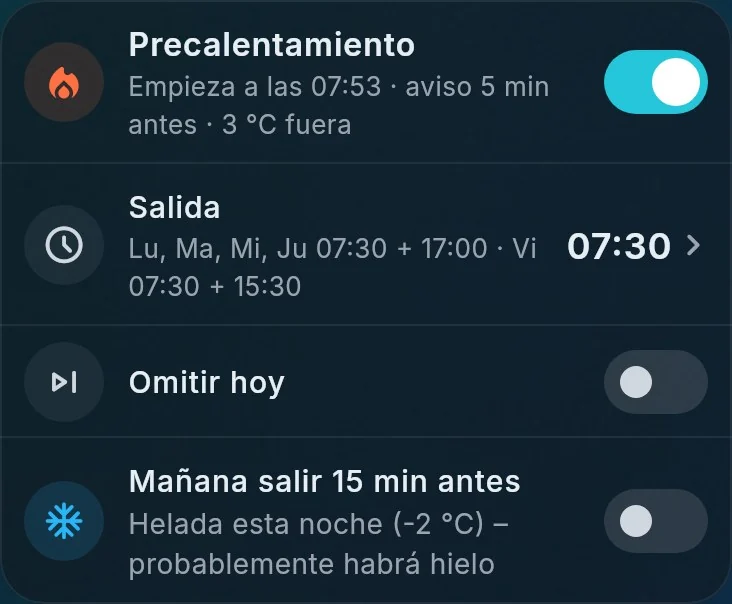 Precalentamiento
Empieza a las 07:53 · aviso 5 min
antes · 3 °C fuera
Salida
Lu, Ma, Mi, Ju 07:30 + 17:00 · Vi
07:30 + 15:30
07:30
Omitir hoy
Mañana salir 15 min antes
Helada esta noche (-2 °C) –
probablemente habrá hielo